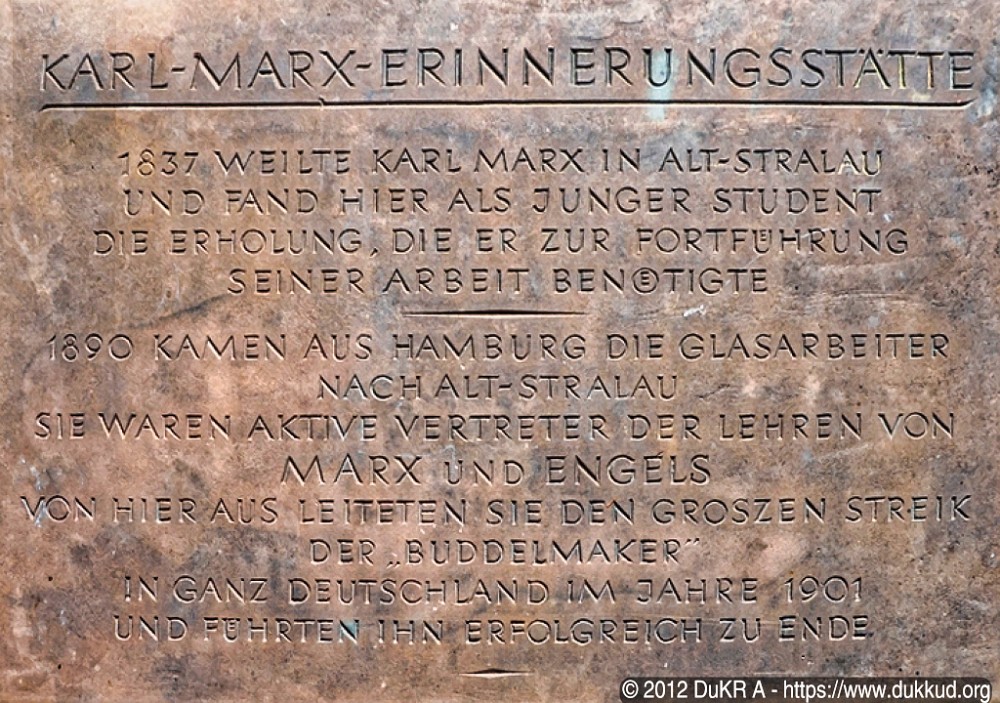 KARL-MARX-ERINNERUNGSSTÄTTE
1837 WEILTE KARL MARX IN ALT-STRALAU
UND FAND HIER ALS JUNGER STUDENT
DIE ERHOLUNG, DIE ER ZUR FORTFÜHRUNG
SEINER ARBEIT BENÖTIGTE
1890 KAMEN AUS HAMBURG DIE GLASARBEITER
NACH ALT-STRALAU
SIE WAREN AKTIVE VERTRETER DER LEHREN VON
MARX UND ENGELS
VON HIER AUS LEITETEN SIE DEN GROSZEN STREIK
DER „BUDDELMAKER“
IN GANZ DEUTSCHLAND IM JAHRE 1901
UND FÜHRTEN IHN ERFOLGREICH ZU ENDE.
© 2012 DuKR A - https://www.dukkud.org